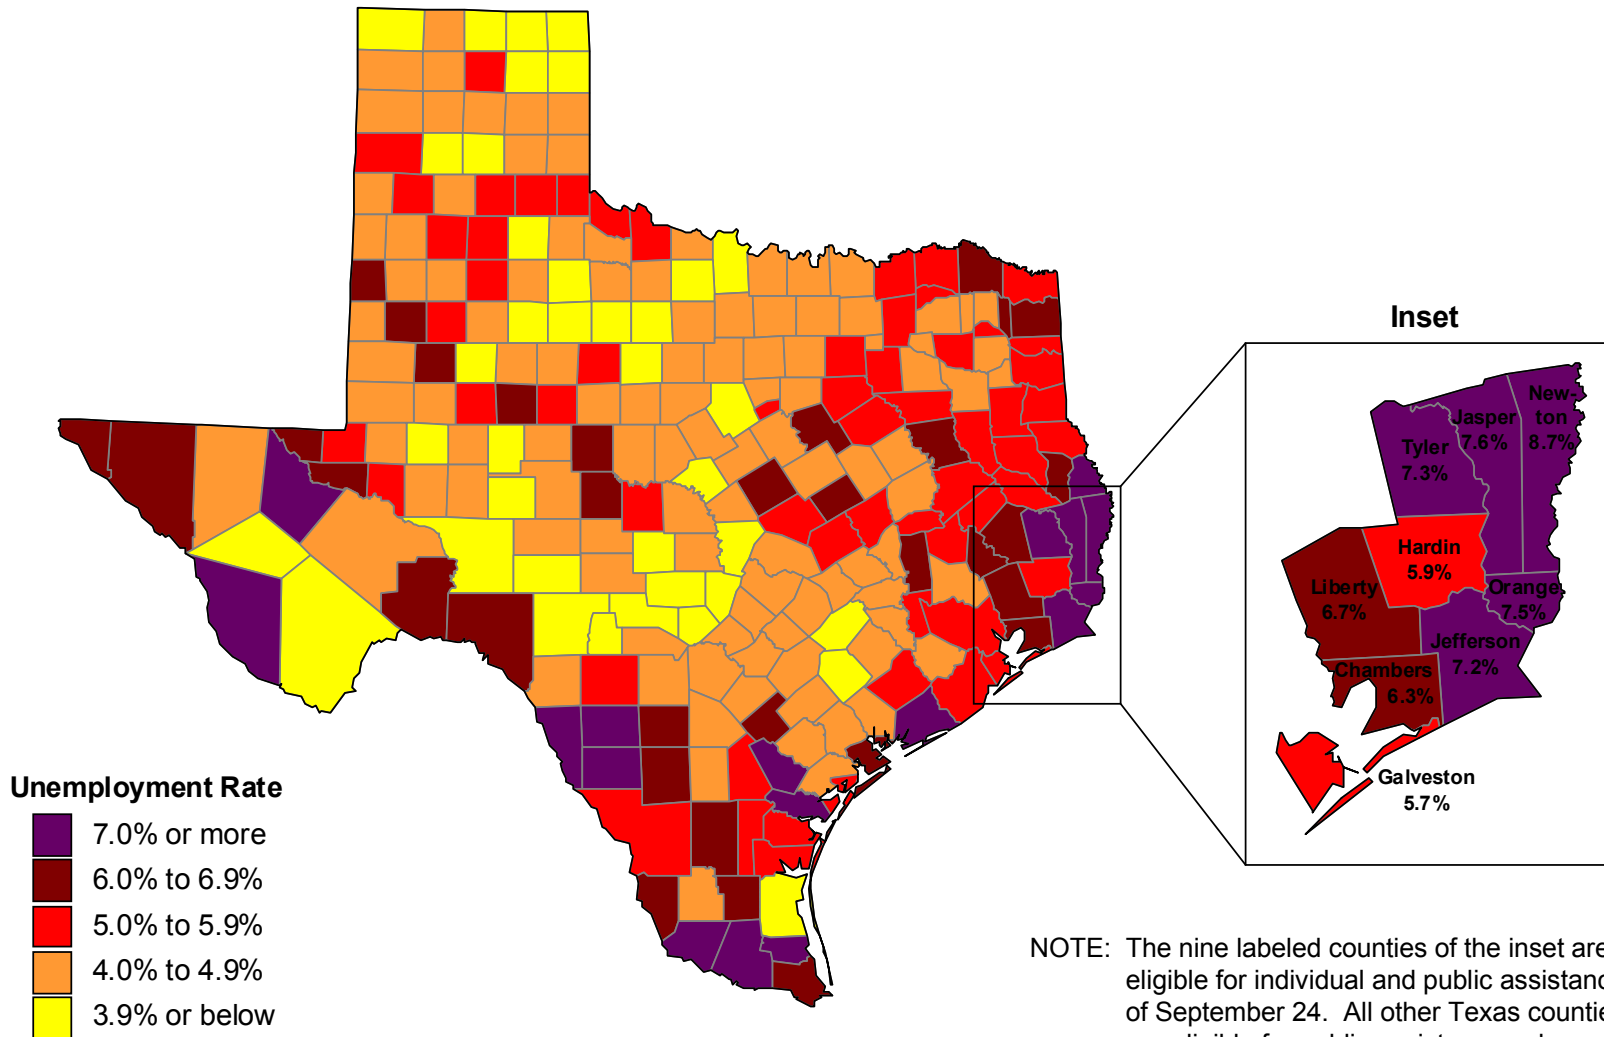 Inset
New-
ton
8.7%
Jasper
7.6%
Tyler
7.3%
Hardin
5.9%
Liberty
6.7%
Orange
7.5%
Jefferson
7.2%
Chambers
6.3%
Galveston
5.7%
Unemployment Rate
7.0% or more
6.0% to 6.9%
5.0% to 5.9%
4.0% to 4.9%
3.9% or below
NOTE: The nine labeled counties of the inset are
eligible for individual and public assistanc
of September 24. All other Texas countie